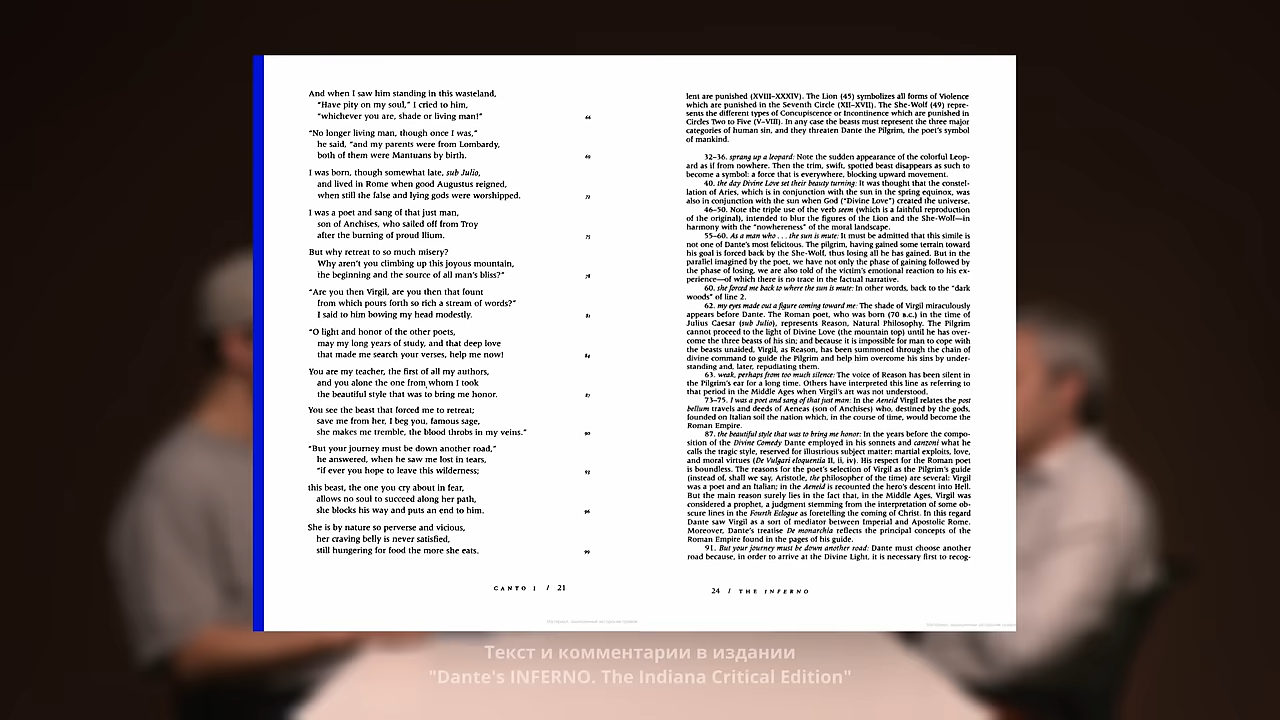 And when I saw him standing in this wasteland,
"Have pity on my soul," I cried to him,
"whichever you are, shade or living man!" 66
"No longer living man, though once I was,"
he said, "and my parents were from Lombardy,
both of them were Mantuans by birth. 69
I was born, though somewhat late, sub Julio,
and lived in Rome when good Augustus reigned,
when still the false and lying gods were worshipped. 72
I was a poet and sang of that just man,
son of Anchises, who sailed off from Troy
after the burning of proud Ilium. 75
But why retreat to so much misery?
Why aren't you climbing up this joyous mountain,
the beginning and the source of all man's bliss?" 78
"Are you then Virgil, are you then that fount
from which pours forth so rich a stream of words?"
I said to him bowing my head modestly. 81
"O light and honor of the other poets,
may my long years of study, and that deep love
that made me search your verses, help me now! 84
You are my teacher, the first of all my authors,
and you alone the one from whom I took
the beautiful style that was to bring me honor. 87
You see the beast that forced me to retreat;
save me from her, I beg you, famous sage,
she makes me tremble, the blood throbs in my veins." 90
"But your journey must be down another road,"
he answered, when he saw me lost in tears,
"if ever you hope to leave this wilderness; 93
this beast, the one you cry about in fear,
allows no soul to succeed along her path,
she blocks his way and puts an end to him. 96
She is by nature so perverse and vicious,
her craving belly is never satisfied,
still hungering for food the more she eats. 99
CANTO I / 21
lent are punished (XVIII–XXXIV). The Lion (45) symbolizes all forms of Violence
which are punished in the Seventh Circle (XII–XVII). The She-Wolf (49) repre-
sents the different types of Concupiscence or Incontinence which are punished in
Circles Two to Five (V–VIII). In any case the beasts must represent the three major
categories of human sin, and they threaten Dante the Pilgrim, the poet's symbol
of mankind.
32–36. sprang up a leopard: Note the sudden appearance of the colorful Leop-
ard as if from nowhere. Then the trim, swift, spotted beast disappears as such to
become a symbol: a force that is everywhere, blocking upward movement.
40. the day Divine Love set their beauty turning: It was thought that the constel-
lation of Aries, which is in conjunction with the sun in the spring equinox, was
also in conjunction with the sun when God ("Divine Love") created the universe.
46–50. Note the triple use of the verb seem (which is a faithful reproduction
of the original), intended to blur the figures of the Lion and the She-Wolf—in
harmony with the "nowhereness" of the moral landscape.
55–60. As a man who . . . the sun is mute: It must be admitted that this simile is
not one of Dante's most felicitous. The pilgrim, having gained some terrain toward
his goal is forced back by the She-Wolf, thus losing all he has gained. But in the
parallel imagined by the poet, we have not only the phase of gaining followed by
the phase of losing, we are also told of the victim's emotional reaction to his ex-
perience—of which there is no trace in the factual narrative.
60. she forced me back to where the sun is mute: In other words, back to the "dark
woods" of line 2.
62. my eyes made out a figure coming toward me: The shade of Virgil miraculously
appears before Dante. The Roman poet, who was born (70 B.C.) in the time of
Julius Caesar (sub Julio), represents Reason, Natural Philosophy. The Pilgrim
cannot proceed to the light of Divine Love (the mountain top) until he has over-
come the three beasts of his sin; and because it is impossible for man to cope with
the beasts unaided, Virgil, as Reason, has been summoned through the chain of
divine command to guide the Pilgrim and help him overcome his sins by under-
standing and, later, repudiating them.
63. weak, perhaps from too much silence: The voice of Reason has been silent in
the Pilgrim's ear for a long time. Others have interpreted this line as referring to
that period in the Middle Ages when Virgil's art was not understood.
73–75. I was a poet and sang of that just man: In the Aeneid Virgil relates the post
bellum travels and deeds of Aeneas (son of Anchises) who, destined by the gods,
founded on Italian soil the nation which, in the course of time, would become the
Roman Empire.
87. the beautiful style that was to bring me honor: In the years before the compo-
sition of the Divine Comedy Dante employed in his sonnets and canzoni what he
calls the tragic style, reserved for illustrious subject matter: martial exploits, love,
and moral virtues (De Vulgari eloquentia II, ii, iv). His respect for the Roman poet
is boundless. The reasons for the poet's selection of Virgil as the Pilgrim's guide
(instead of, shall we say, Aristotle, the philosopher of the time) are several: Virgil
was a poet and an Italian; in the Aeneid is recounted the hero's descent into Hell.
But the main reason surely lies in the fact that, in the Middle Ages, Virgil was
considered a prophet, a judgment stemming from the interpretation of some ob-
scure lines in the Fourth Eclogue as foretelling the coming of Christ. In this regard
Dante saw Virgil as a sort of mediator between Imperial and Apostolic Rome.
Moreover, Dante's treatise De monarchia reflects the principal concepts of the
Roman Empire found in the pages of his guide.
91. But your journey must be down another road: Dante must choose another
road because, in order to arrive at the Divine Light, it is necessary first to recog-
24 / THE INFERNO
Текст и комментарии в издании
"Dante's INFERNO. The Indiana Critical Edition"